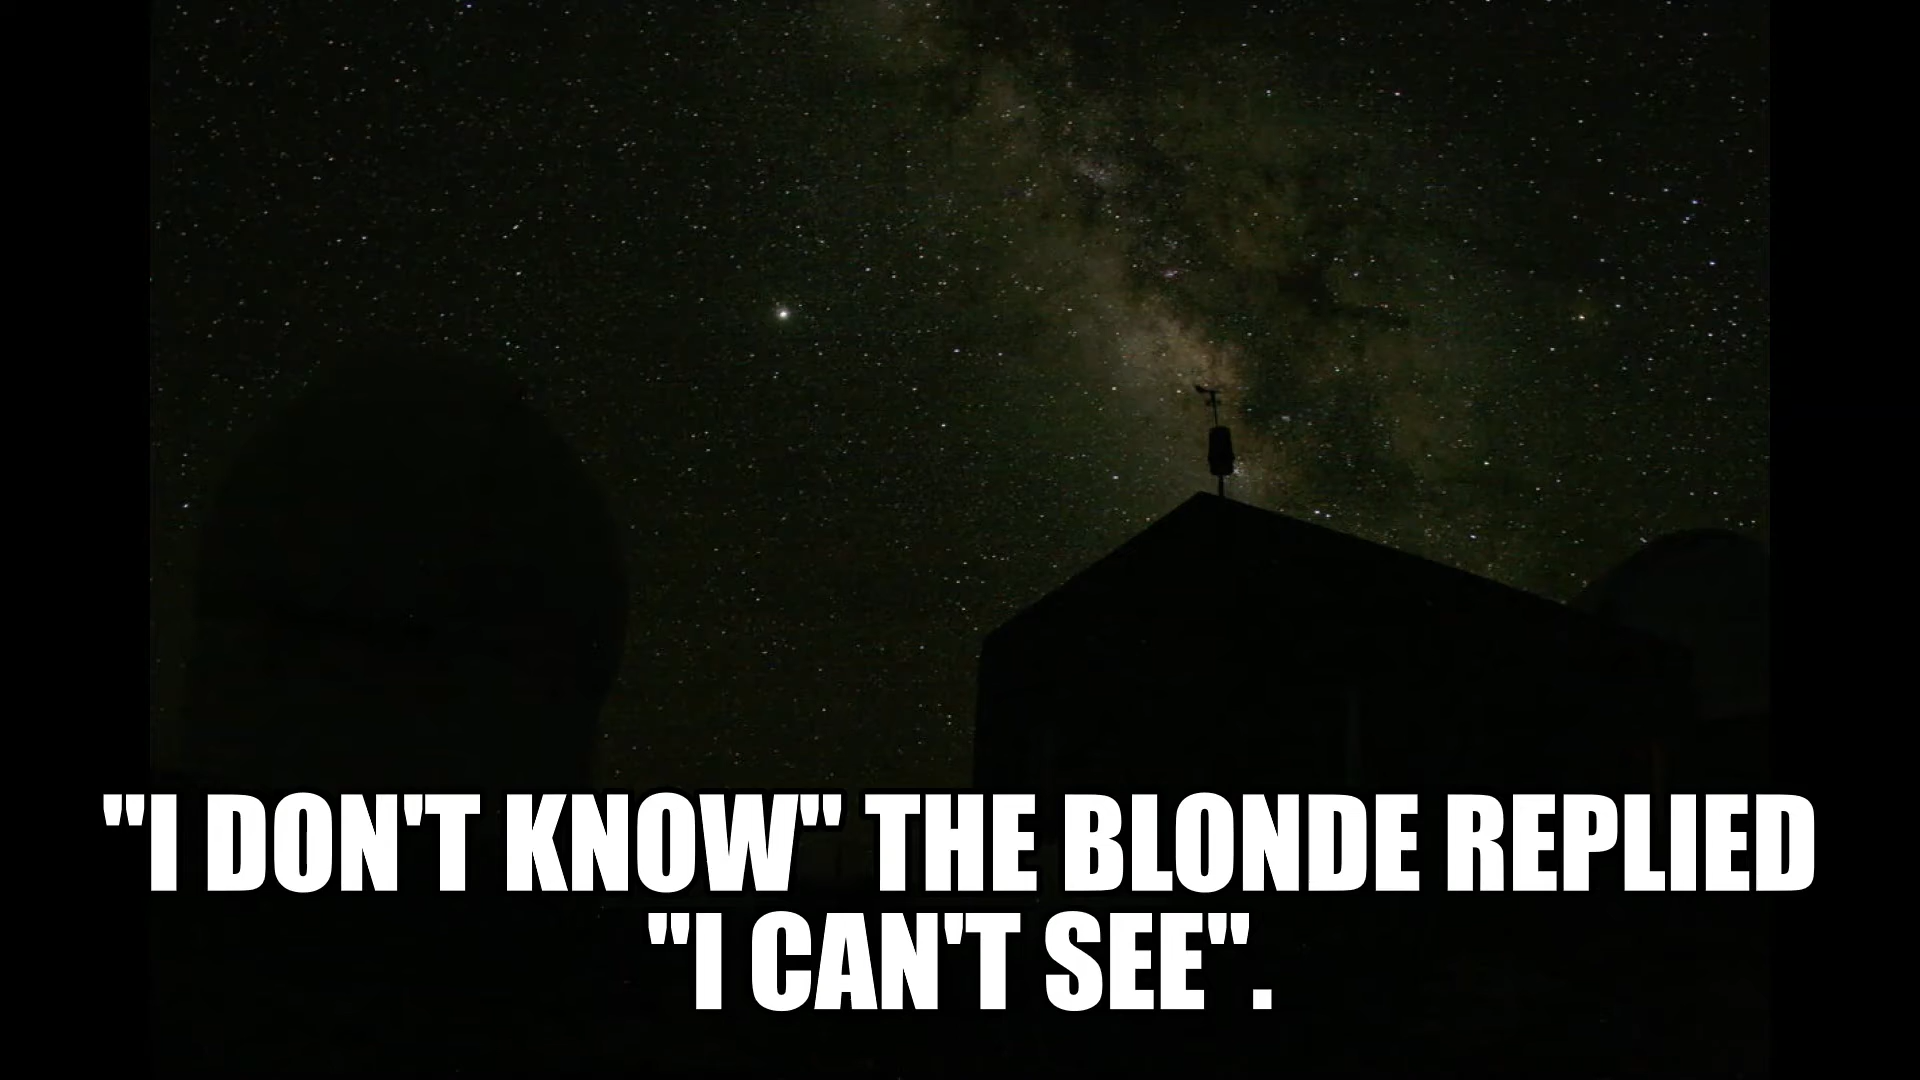 "I DON'T KNOW" THE BLONDE REPLIED
"I CAN'T SEE".